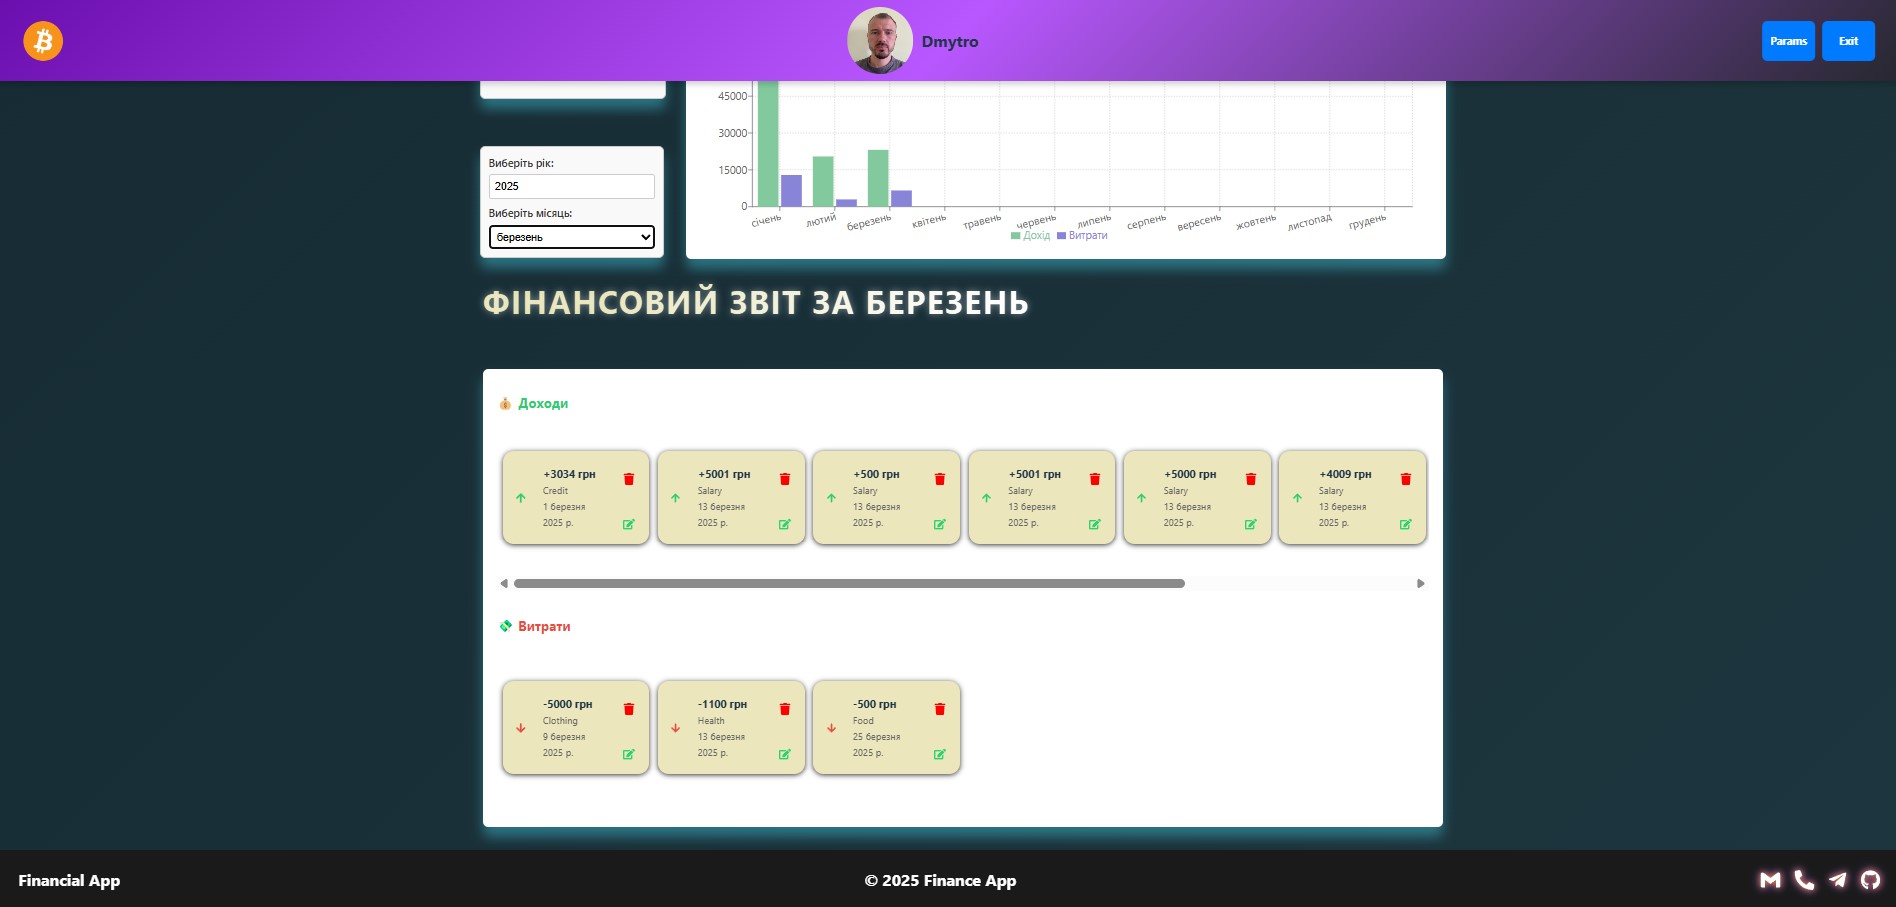 Dmytro
Params
Exit
45000
30000
15000
0
січень
лютий
березень
квітень
травень
червень
липень
серпень
вересень
жовтень
листопад
грудень
Дохід
Витрати
Виберіть рік:
2025
Виберіть місяць:
березень
ФІНАНСОВИЙ ЗВІТ ЗА БЕРЕЗЕНЬ
Доходи
+3034 грн
Credit
1 березня
2025 р.
+5001 грн
Salary
13 березня
2025 р.
+500 грн
Salary
13 березня
2025 р.
+5001 грн
Salary
13 березня
2025 р.
+5000 грн
Salary
13 березня
2025 р.
+4009 грн
Salary
13 березня
2025 р.
Витрати
-5000 грн
Clothing
9 березня
2025 р.
-1100 грн
Health
13 березня
2025 р.
-500 грн
Food
25 березня
2025 р.
Financial App
© 2025 Finance App